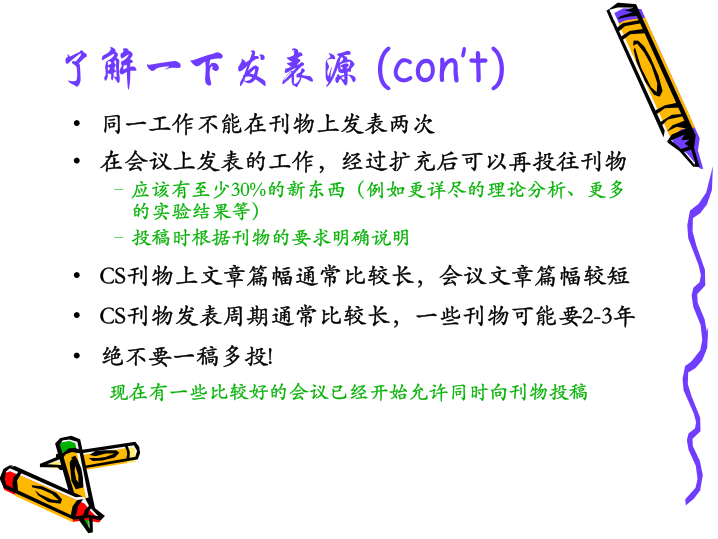 了解一下发表源 (con't)
• 同一工作不能在刊物上发表两次
• 在会议上发表的工作，经过扩充后可以再投往刊物
– 应该有至少30%的新东西（例如更详尽的理论分析、更多
的实验结果等）
– 投稿时根据刊物的要求明确说明
• CS刊物上文章篇幅通常比较长，会议文章篇幅较短
• CS刊物发表周期通常比较长，一些刊物可能要2-3年
• 绝不要一稿多投!
现在有一些比较好的会议已经开始允许同时向刊物投稿